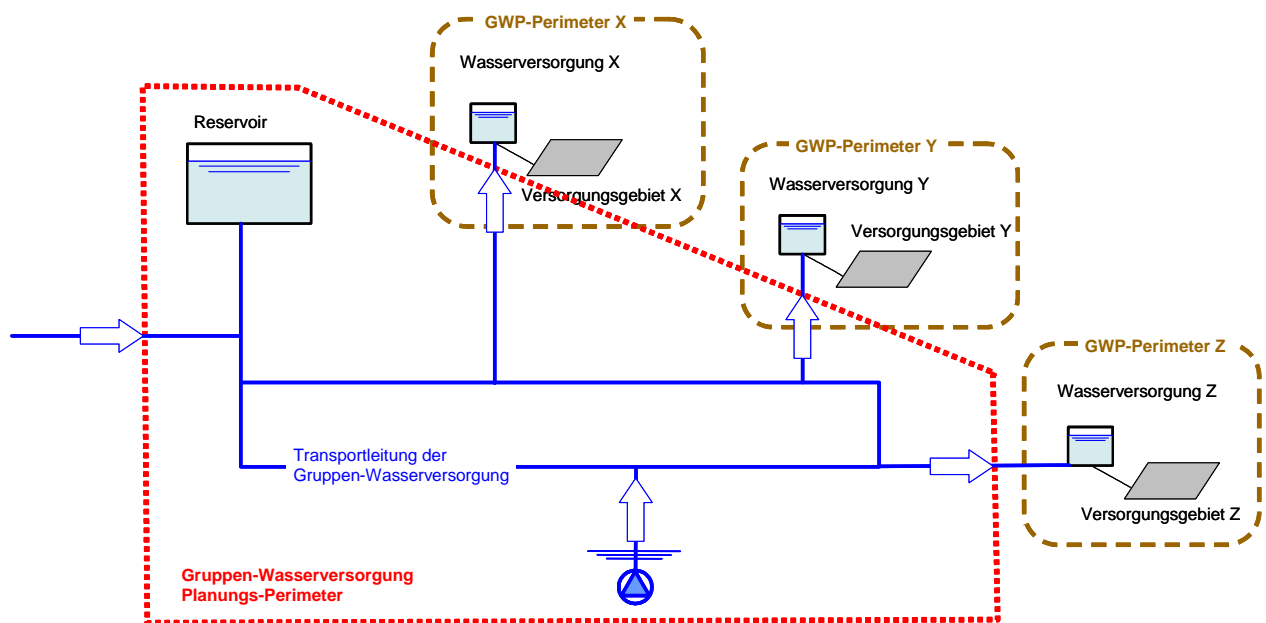 GWP-Perimeter X
Wasserversorgung X
Reservoir
Versorgungsgebiet X
GWP-Perimeter Y
Wasserversorgung Y
Versorgungsgebiet Y
GWP-Perimeter Z
Wasserversorgung Z
Versorgungsgebiet Z
Transportleitung der
Gruppen-Wasserversorgung
Gruppen-Wasserversorgung
Planungs-Perimeter